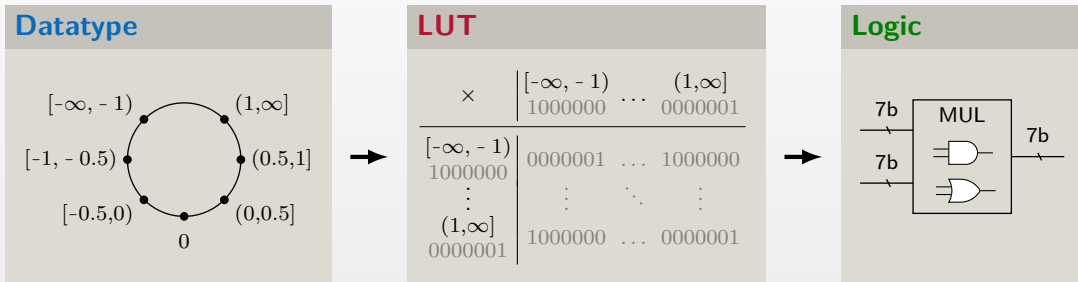 Datatype
[-∞, - 1)
(1,∞]
[-1, - 0.5)
(0.5,1]
[-0.5,0)
(0,0.5]
0
LUT
× [-∞, - 1) ... (1,∞]
1000000 0000001
[-∞, - 1)
1000000 0000001 ... 1000000
⋮ ⋮ ⋱ ⋮
(1,∞]
0000001 1000000 ... 0000001
Logic
7b
7b
MUL
7b